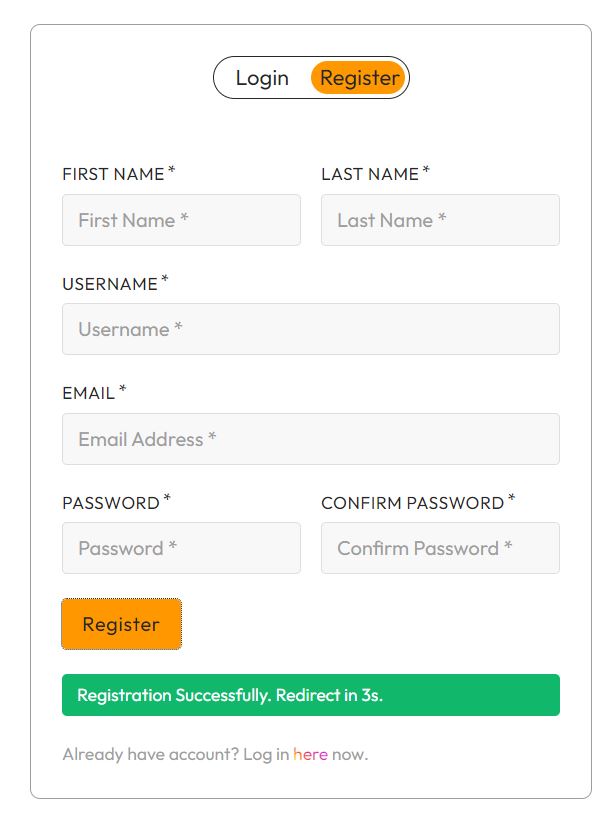 Login Register
FIRST NAME * LAST NAME *
First Name * Last Name *
USERNAME *
Username *
EMAIL *
Email Address *
PASSWORD * CONFIRM PASSWORD *
Password * Confirm Password *
Register
Registration Successfully. Redirect in 3s.
Already have account? Log in here now.